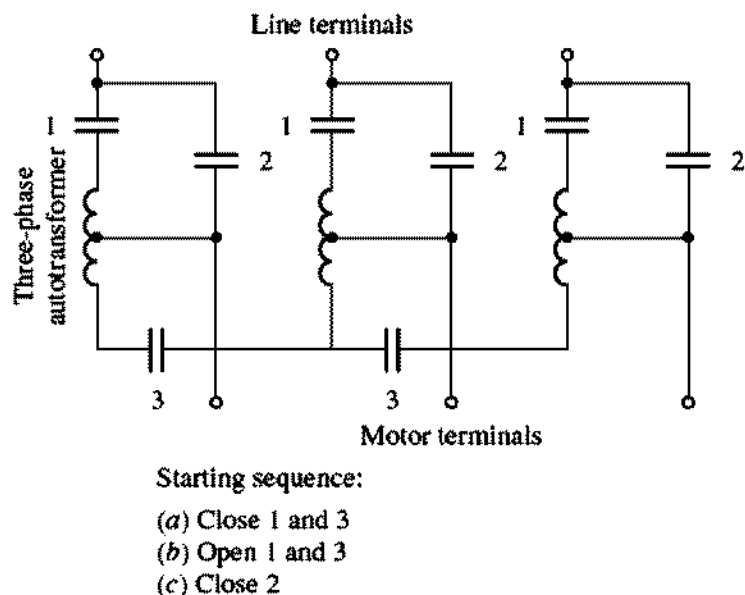 Line terminals
1
2
1
2
1
2
Three-phase
autotransformer
3
3
Motor terminals
Starting sequence:
(a) Close 1 and 3
(b) Open 1 and 3
(c) Close 2